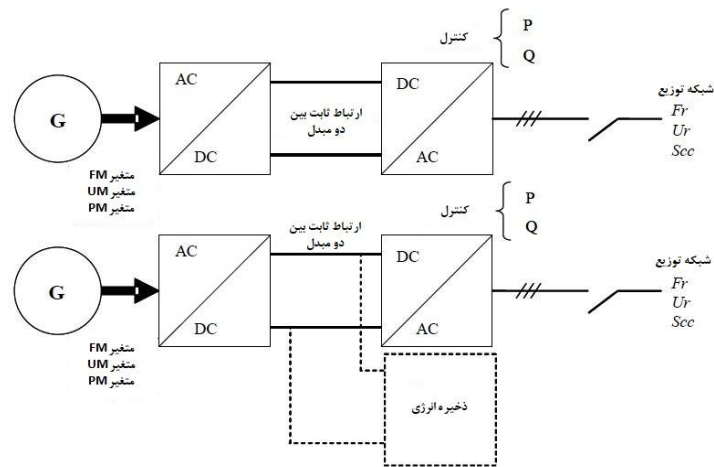 کنترل
P
Q
AC
DC
G
DC
AC
ارتباط ثابت بین
دو مبدل
شبکه توزیع
Fr
Ur
Scc
متغیر FM
متغیر UM
متغیر PM
کنترل
P
Q
ارتباط ثابت بین
دو مبدل
AC
DC
G
DC
AC
شبکه توزیع
Fr
Ur
Scc
متغیر FM
متغیر UM
متغیر PM
ذخیره انرژی